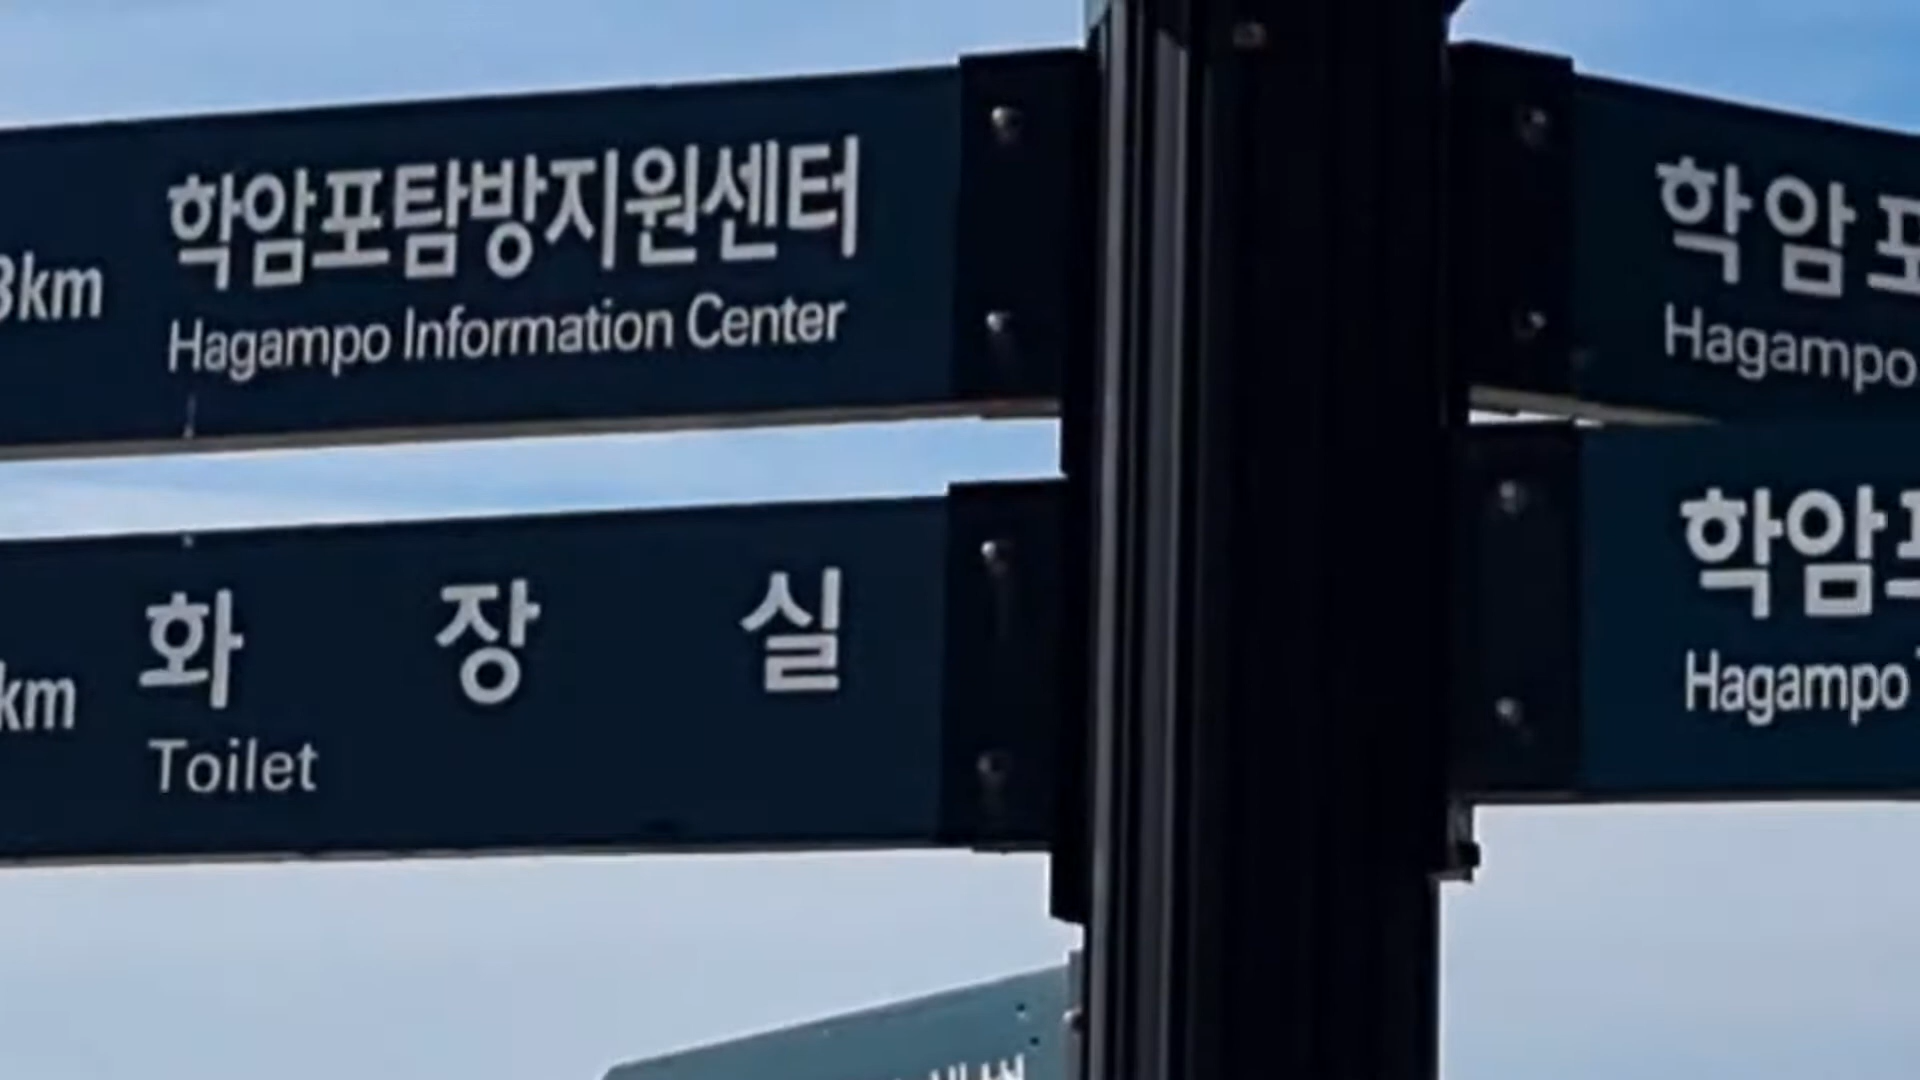 3km
학암포탐방지원센터
Hagampo Information Center
km
화 장 실
Toilet
학암포
Hagampo
학암포
Hagampo